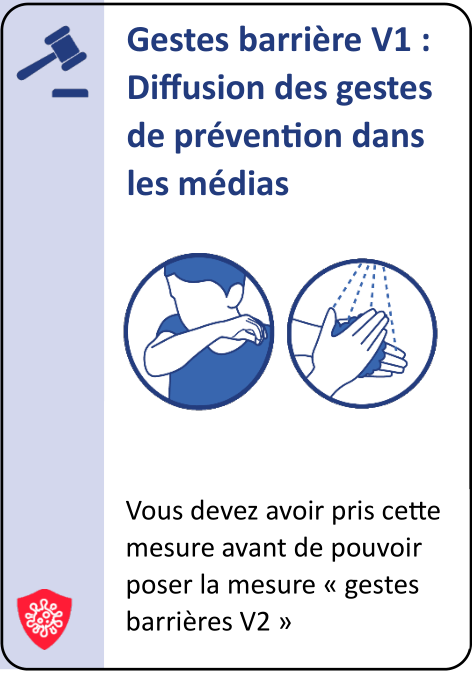 Gestes barrière V1 :
Diffusion des gestes
de prévention dans
les médias
Vous devez avoir pris cette
mesure avant de pouvoir
poser la mesure « gestes
barrières V2 »